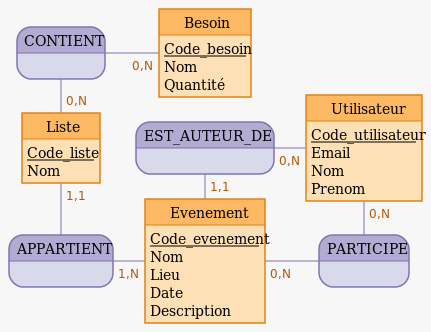 Besoin
Code_besoin
Nom
Quantité
CONTIENT
0,N
0,N
Liste
Code_liste
Nom
1,1
Utilisateur
Code_utilisateur
Email
Nom
Prenom
EST_AUTEUR_DE
0,N
1,1
0,N
Evenement
Code_evenement
Nom
Lieu
Date
Description
APPARTIENT
1,N
0,N
PARTICIPE